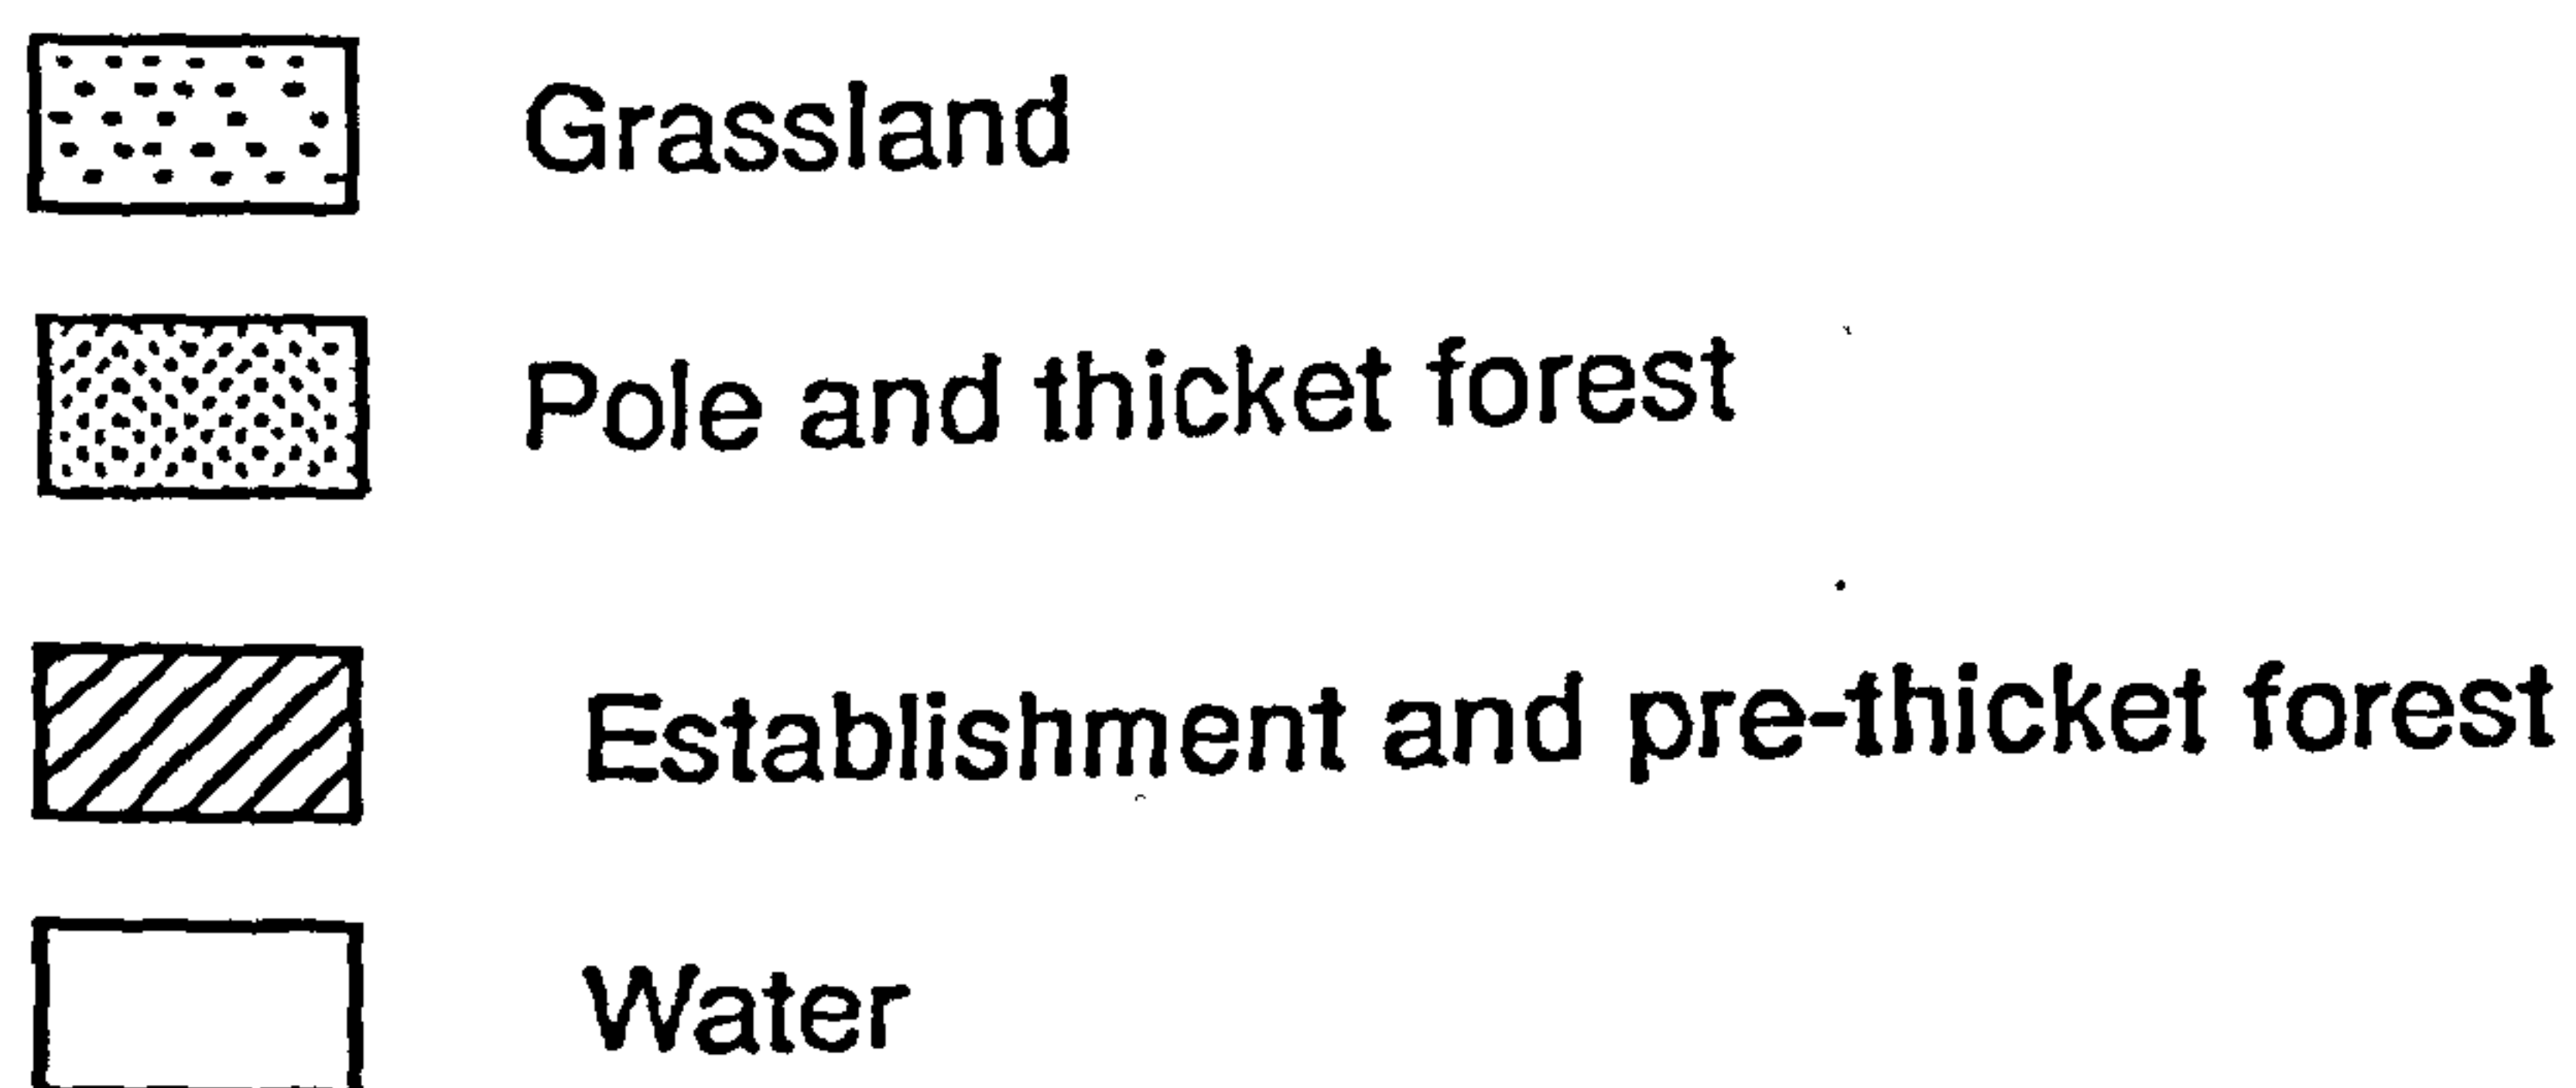 Grassland
Pole and thicket forest
Establishment and pre-thicket forest
Water